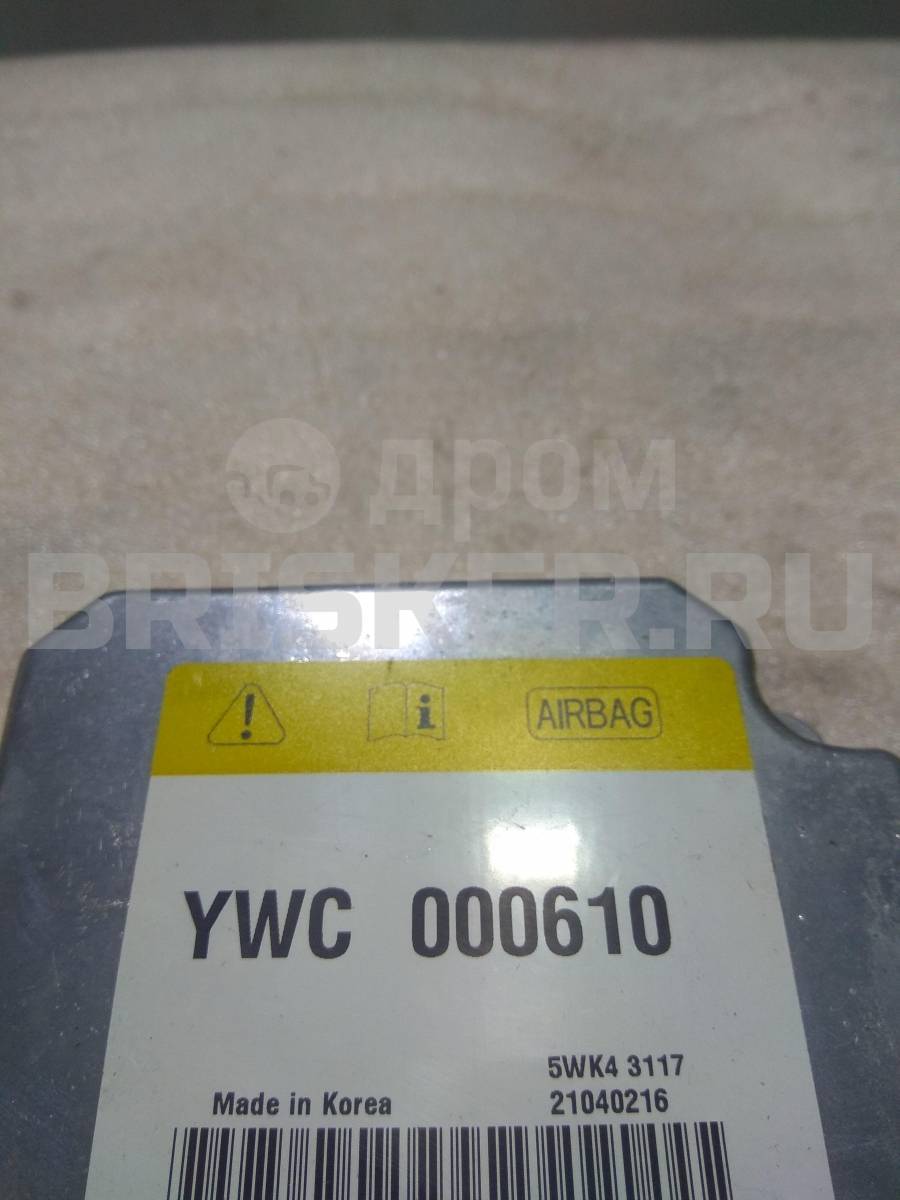 дром
BRISKER.RU
AIRBAG
YWC 000610
5WK4 3117
Made in Korea 21040216